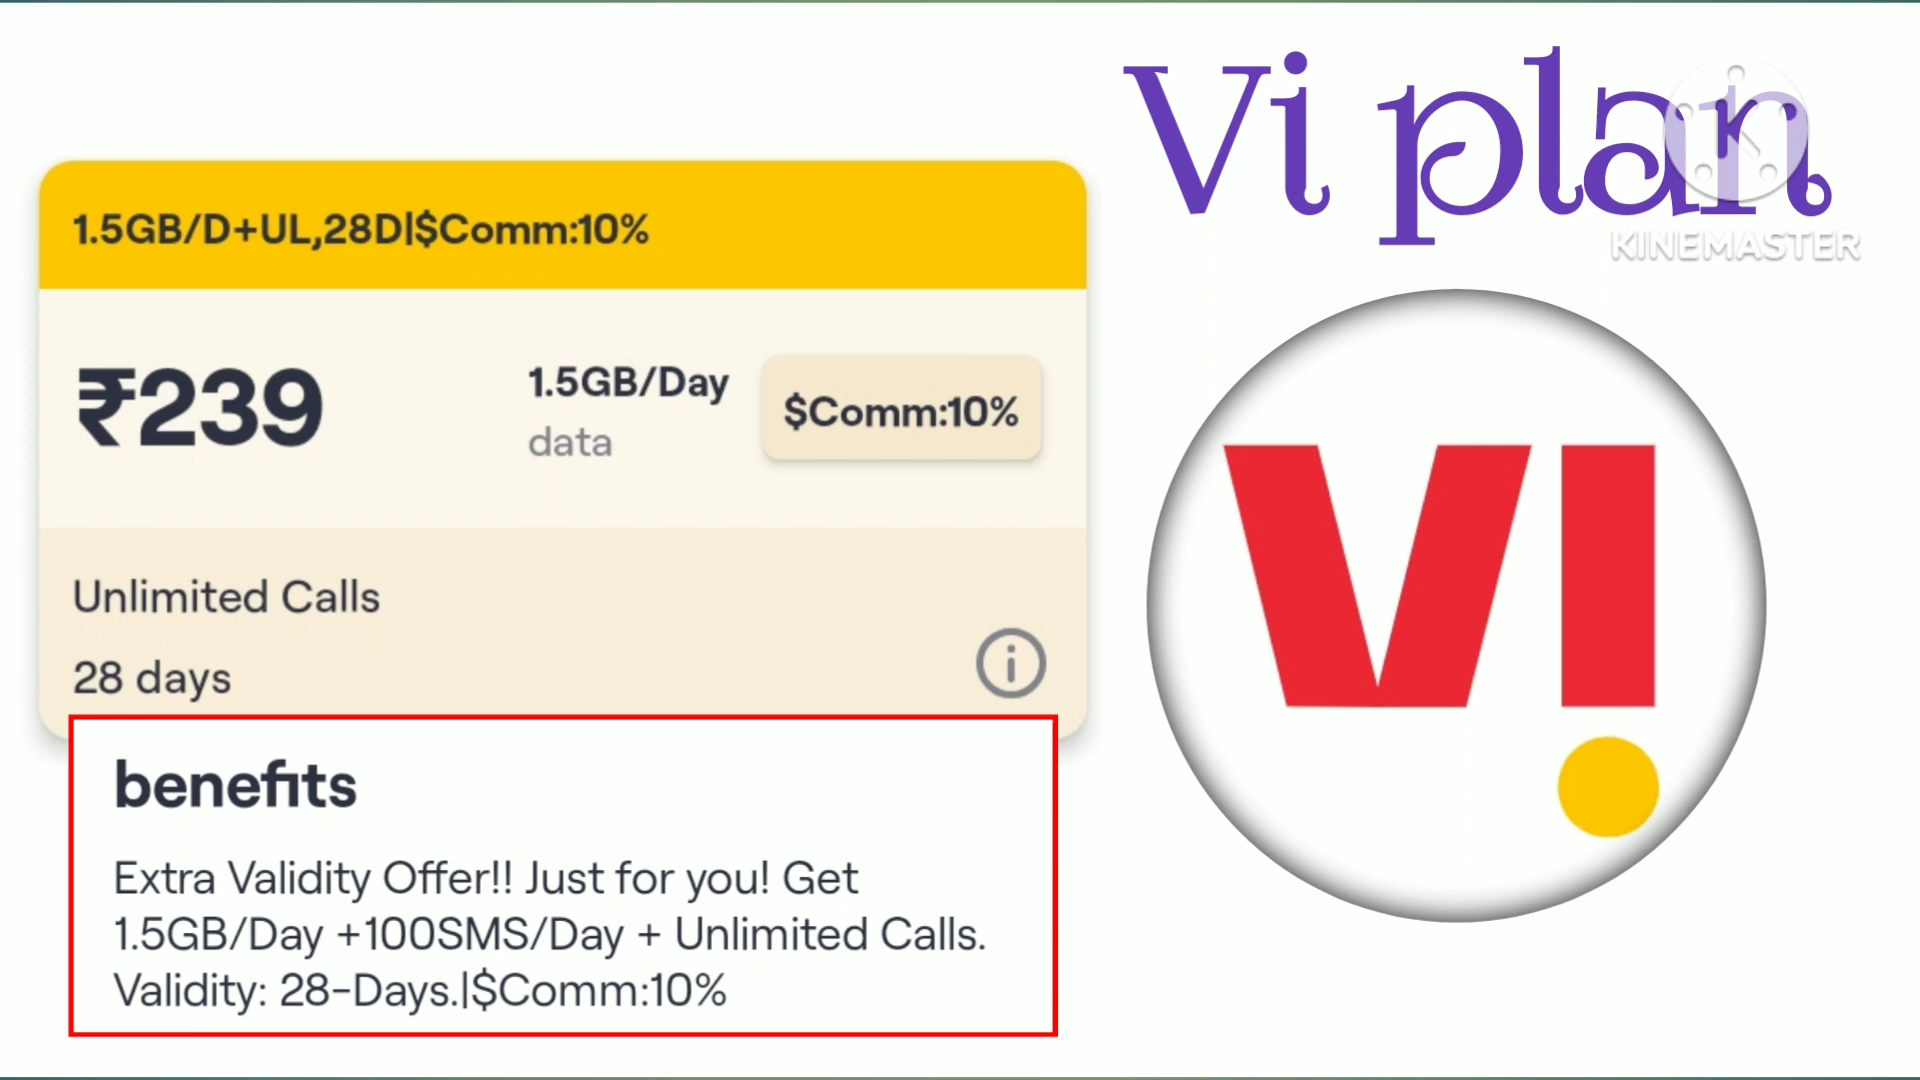 Vi plan
KINEMASTER
1.5GB/D+UL,28D|$Comm:10%
₹239
1.5GB/Day
data
$Comm:10%
Unlimited Calls
28 days
benefits
Extra Validity Offer!! Just for you! Get
1.5GB/Day +100SMS/Day + Unlimited Calls.
Validity: 28-Days.|$Comm:10%
VI